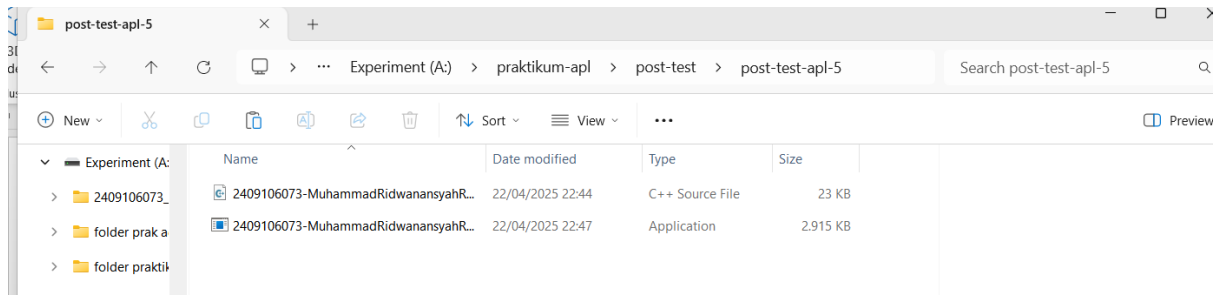 post-test-apl-5
Experiment (A:) > praktikum-apl > post-test > post-test-apl-5
Search post-test-apl-5
New
Sort
View
Preview
Name Date modified Type Size
Experiment (A:
2409106073_
folder prak a
folder praktik
2409106073-MuhammadRidwanansyahR... 22/04/2025 22:44 C++ Source File 23 KB
2409106073-MuhammadRidwanansyahR... 22/04/2025 22:47 Application 2.915 KB